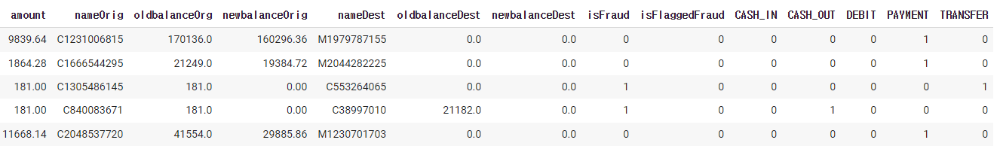 amount nameOrig oldbalanceOrg newbalanceOrig nameDest oldbalanceDest newbalanceDest isFraud isFlaggedFraud CASH_IN CASH_OUT DEBIT PAYMENT TRANSFER
9839.64 C1231006815 170136.0 160296.36 M1979787155 0.0 0.0 0 0 0 0 0 1 0
1864.28 C1666544295 21249.0 19384.72 M2044282225 0.0 0.0 0 0 0 0 0 1 0
181.00 C1305486145 181.0 0.00 C553264065 0.0 0.0 1 0 0 0 0 0 1
181.00 C840083671 181.0 0.00 C38997010 21182.0 0.0 1 0 0 1 0 0 0
11668.14 C2048537720 41554.0 29885.86 M1230701703 0.0 0.0 0 0 0 0 0 1 0